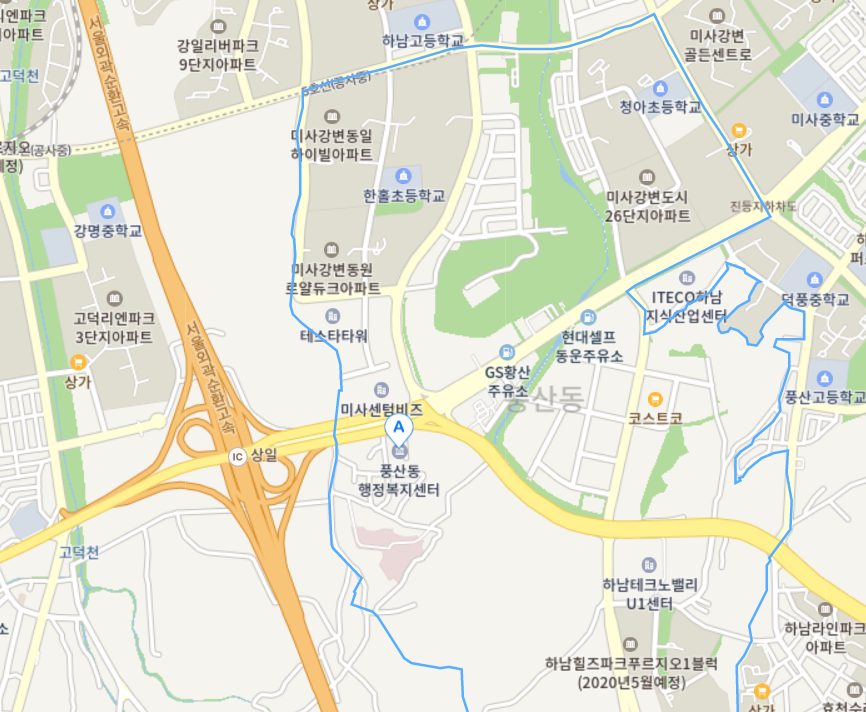 상가
미사강변
골든센트로
하남고등학교
강일리버파크
9단지아파트
서울외곽순환고속
고덕천
청아초등학교
미사중학교
상가
미사강변동일
하이빌아파트
한홀초등학교
미사강변도시
26단지아파트
진등지하차도
강명중학교
미사강변동원
로얄듀크아파트
ITECO하남
지식산업센터
덕풍중학교
고덕리엔파크
3단지아파트
테스타타워
현대셀프
동운주유소
서울외곽순환고속
상가
GS황산
주유소
풍산고등학교
미사센텀비즈
풍산동
코스트코
A
IC 상일
풍산동
행정복지센터
고덕천
하남테크노밸리
U1센터
하남라인파크
아파트
하남힐즈파크푸르지오1블럭
(2020년5월예정)
상가